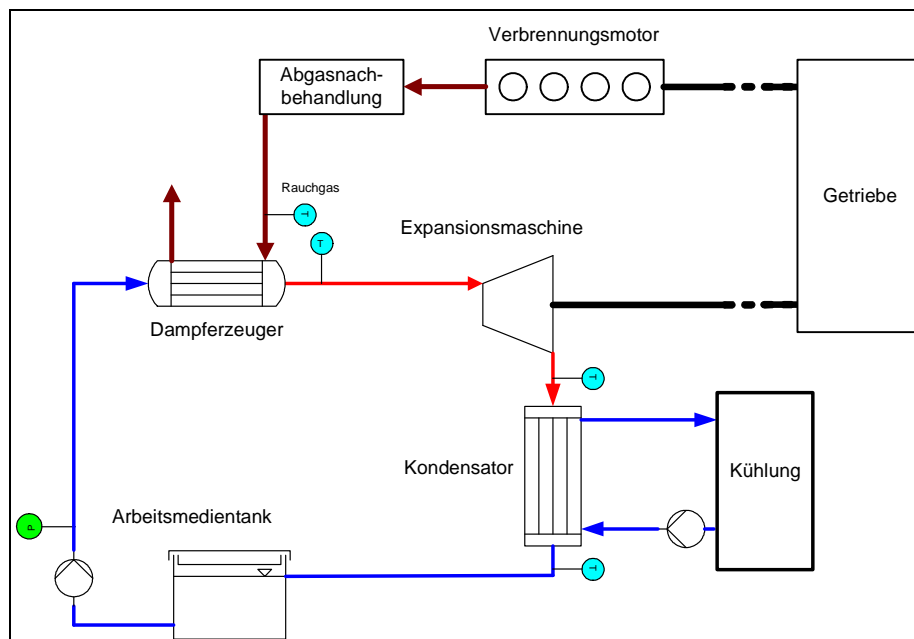 Verbrennungsmotor
Abgasnach-
behandlung
Rauchgas
T
T
Expansionsmaschine
Getriebe
Dampferzeuger
T
Kondensator
Kühlung
Arbeitsmedientank
P
T